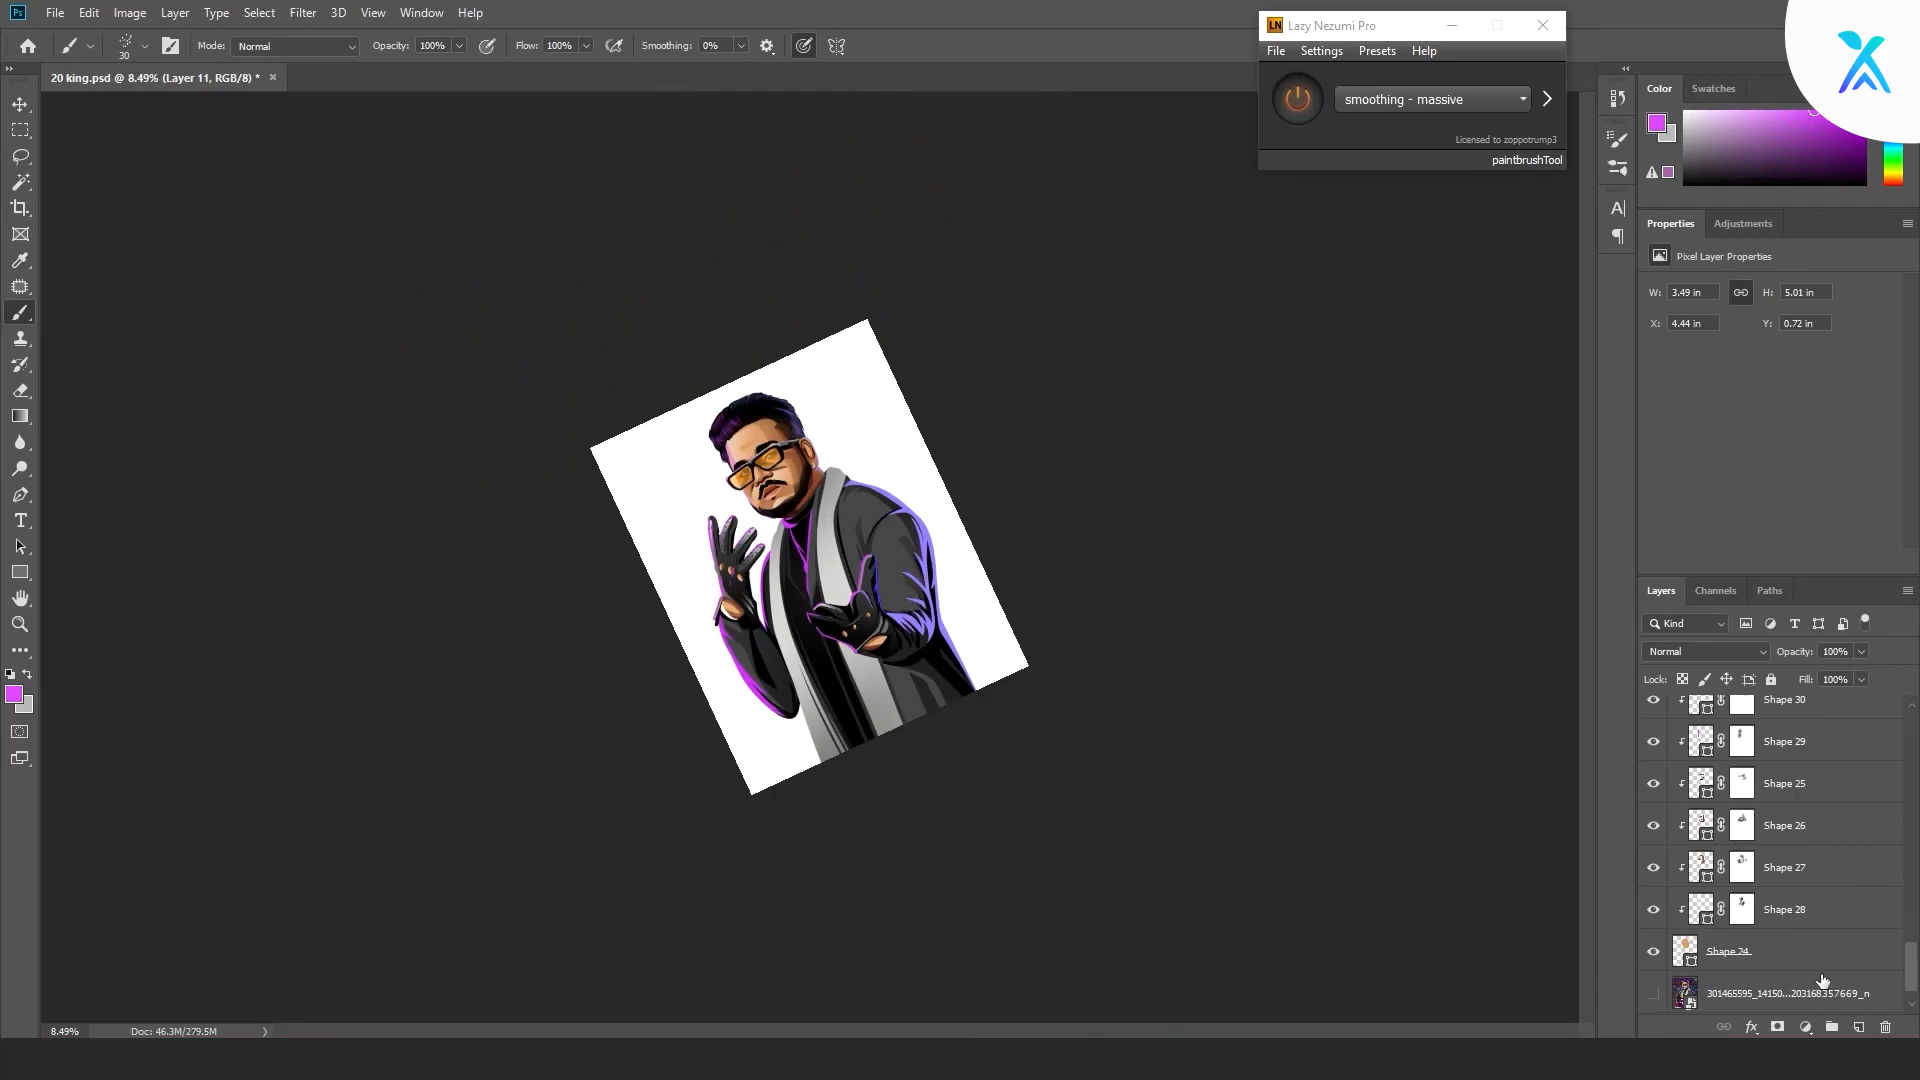 Ps File Edit Image Layer Type Select Filter 3D View Window Help
LN Lazy Nezumi Pro
File Settings Presets Help
30 Mode: Normal Opacity: 100% Flow: 100% Smoothing: 0%
20 king.psd @ 8.49% (Layer 11, RGB/8) *
smoothing - massive
Licensed to zoppotrump3
paintbrushTool
Color Swatches
Properties Adjustments
Pixel Layer Properties
W: 3.49 in H: 5.01 in
X: 4.44 in Y: 0.72 in
Layers Channels Paths
Kind
Normal Opacity: 100%
Lock: Fill: 100%
Shape 30
Shape 29
Shape 25
Shape 26
Shape 27
Shape 28
Shape 24
301465595_14150...203168357669_n
8.49% Doc: 46.3M/279.5M